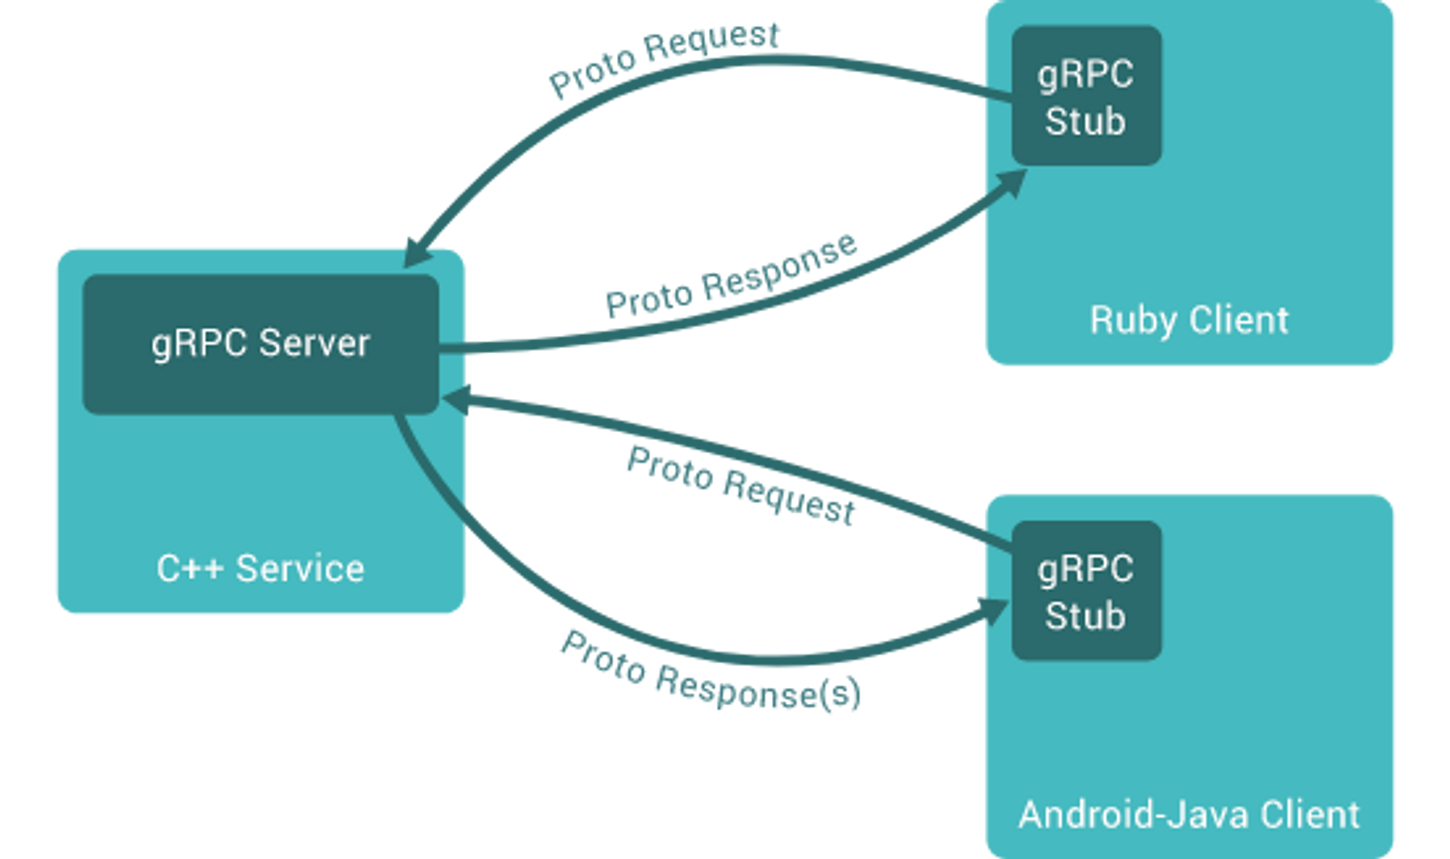 Proto Request
gRPC
Stub
Proto Response
Ruby Client
gRPC Server
C++ Service
Proto Request
Proto Response(s)
gRPC
Stub
Android-Java Client